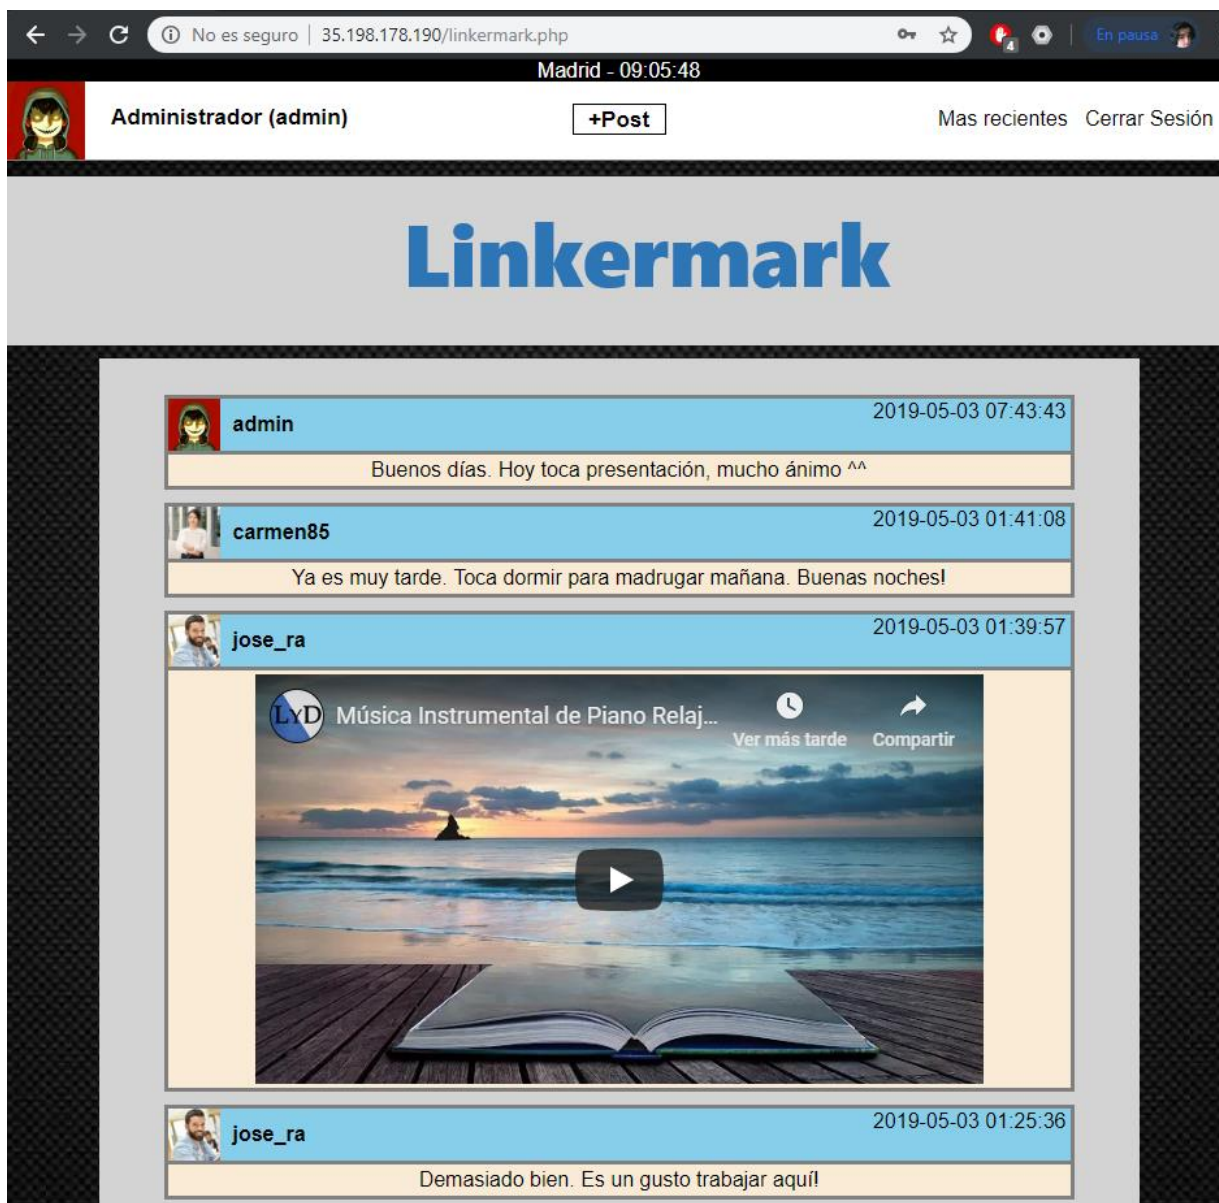 No es seguro | 35.198.178.190/linkermark.php
4
En pausa
Madrid - 09:05:48
Administrador (admin)
+Post
Mas recientes Cerrar Sesión
Linkermark
admin
2019-05-03 07:43:43
Buenos días. Hoy toca presentación, mucho ánimo ^^
carmen85
2019-05-03 01:41:08
Ya es muy tarde. Toca dormir para madrugar mañana. Buenas noches!
jose_ra
2019-05-03 01:39:57
LYD
Música Instrumental de Piano Relaj...
Ver más tarde
Compartir
jose_ra
2019-05-03 01:25:36
Demasiado bien. Es un gusto trabajar aquí!